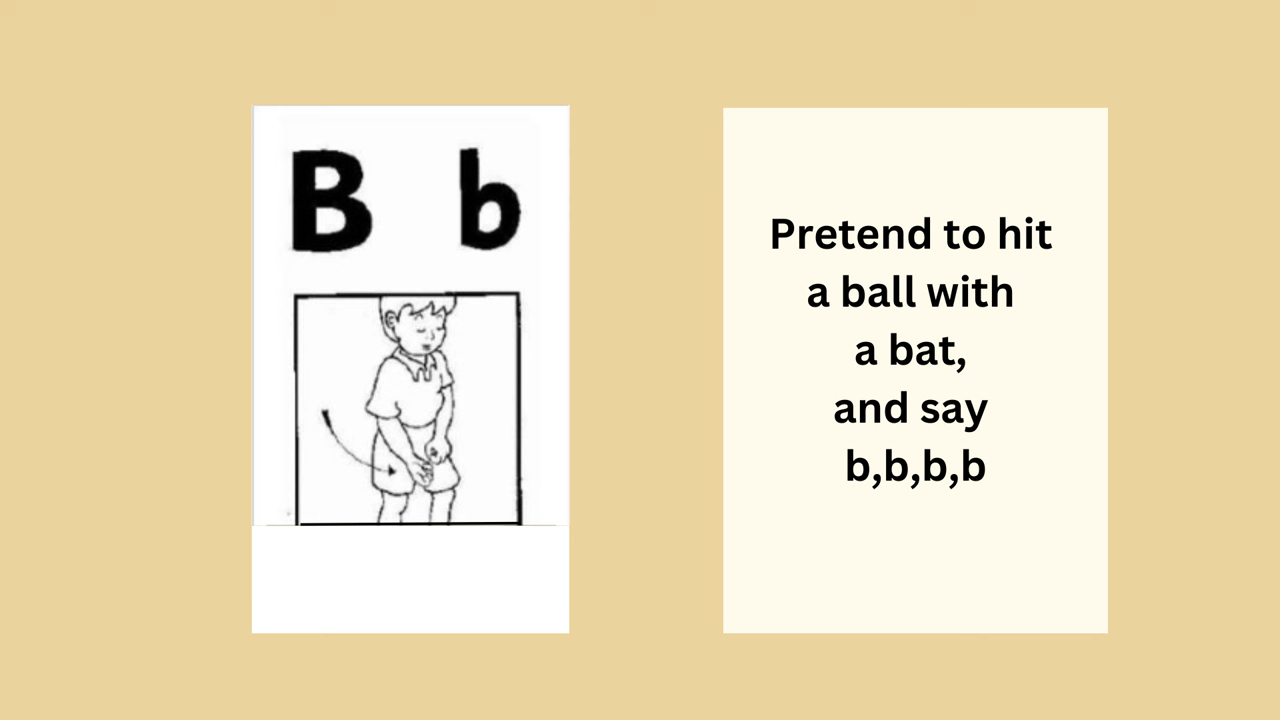 B b
Pretend to hit
a ball with
a bat,
and say
b,b,b,b